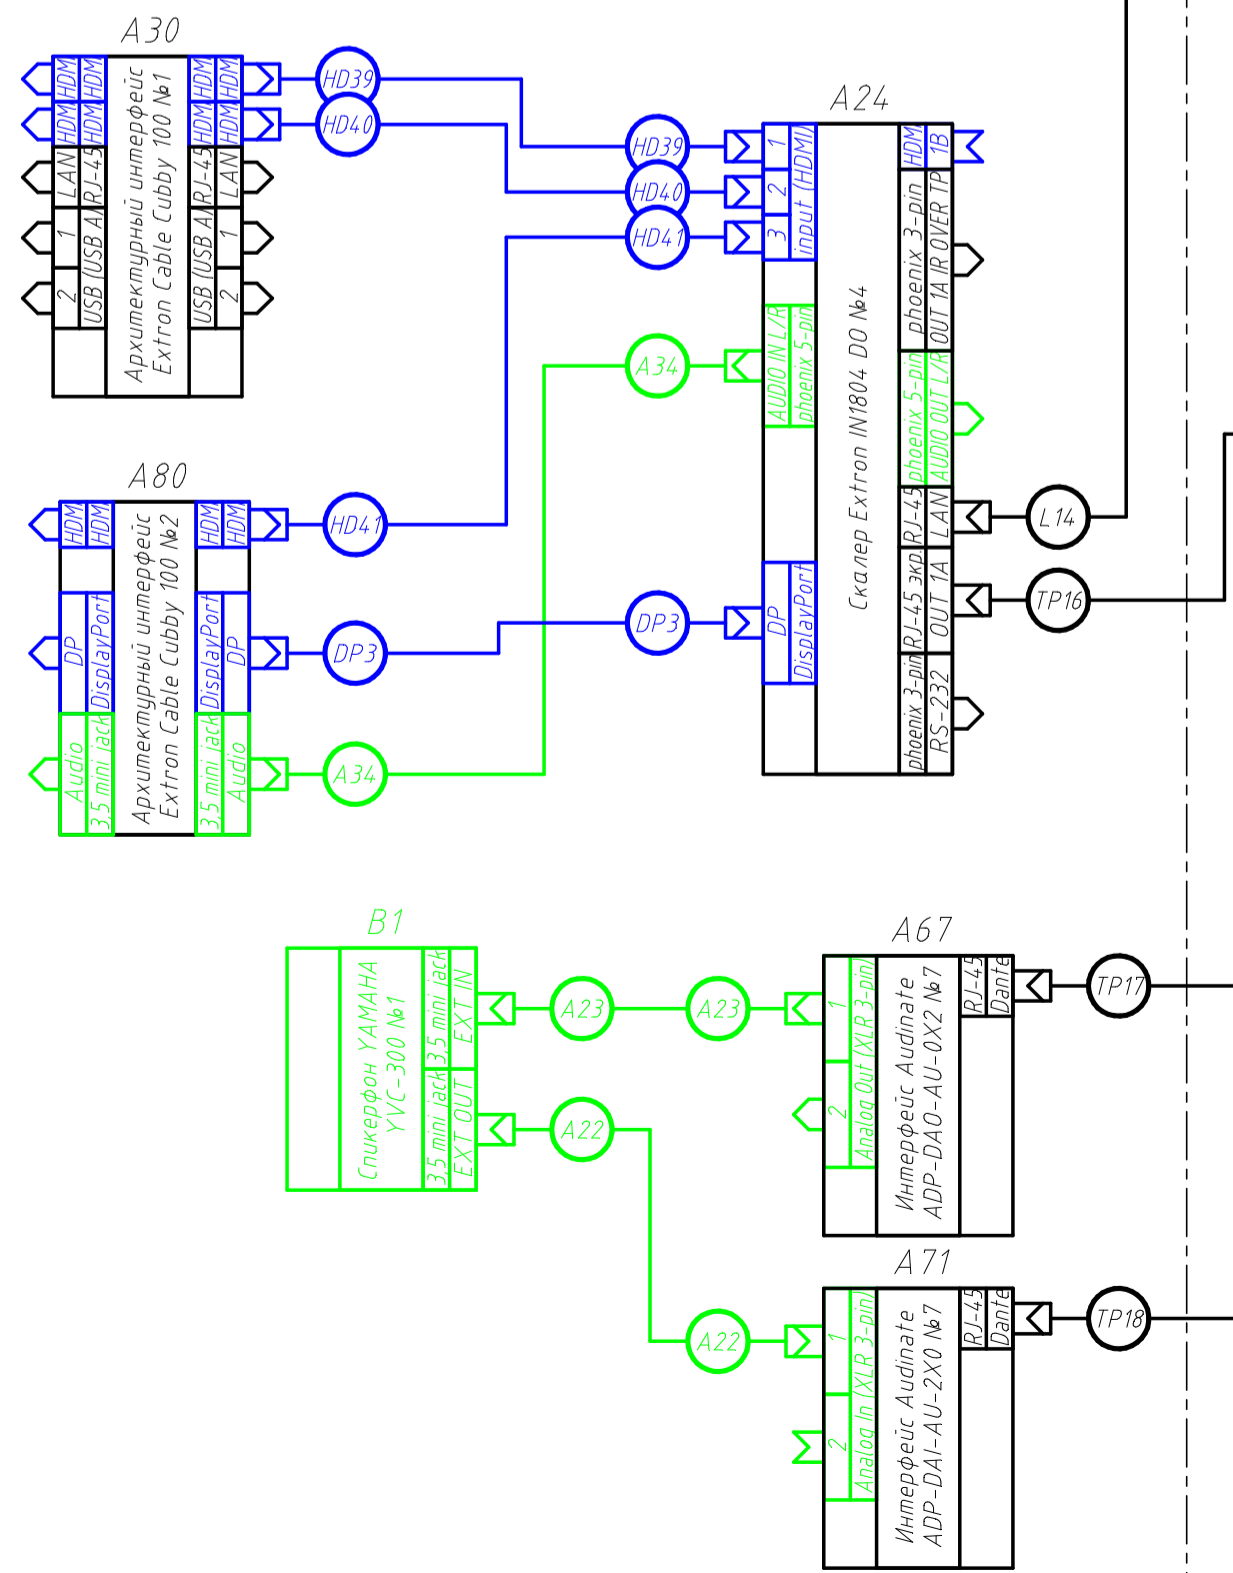 A30
HDMI
HDMI
HDMI
HDMI
LAN
RJ-45
1
2
USB (USB A)
Архитектурный интерфейс
Extron Cable Cubby 100 №1
HDMI
HDMI
HDMI
HDMI
RJ-45
LAN
USB (USB A)
1
2
HD39
HD40
HD39
HD40
HD41
A24
1
2
3
input (HDMI)
AUDIO IN L/R
phoenix 5-pin
DP
DisplayPort
Скалер Extron IN1804 DO №4
HDMI
1B
phoenix 3-pin
OUT 1A IR OVER TP
phoenix 5-pin
AUDIO OUT L/R
RJ-45
LAN
RJ-45 экр.
OUT 1A
phoenix 3-pin
RS-232
A34
L14
TP16
A80
HDMI
HDMI
DP
DisplayPort
Audio
3,5 mini jack
Архитектурный интерфейс
Extron Cable Cubby 100 №2
HDMI
HDMI
DisplayPort
DP
3,5 mini jack
Audio
HD41
DP3
DP3
A34
B1
Спикерфон YAMAHA
YVC-300 №1
3,5 mini jack
EXT IN
3,5 mini jack
EXT OUT
A23
A23
A22
A22
A67
1
2
Analog Out (XLR 3-pin)
Интерфейс Audinate
ADP-DAO-AU-0X2 №7
RJ-45
Dante
TP17
A71
1
2
Analog In (XLR 3-pin)
Интерфейс Audinate
ADP-DAI-AU-2X0 №7
RJ-45
Dante
TP18